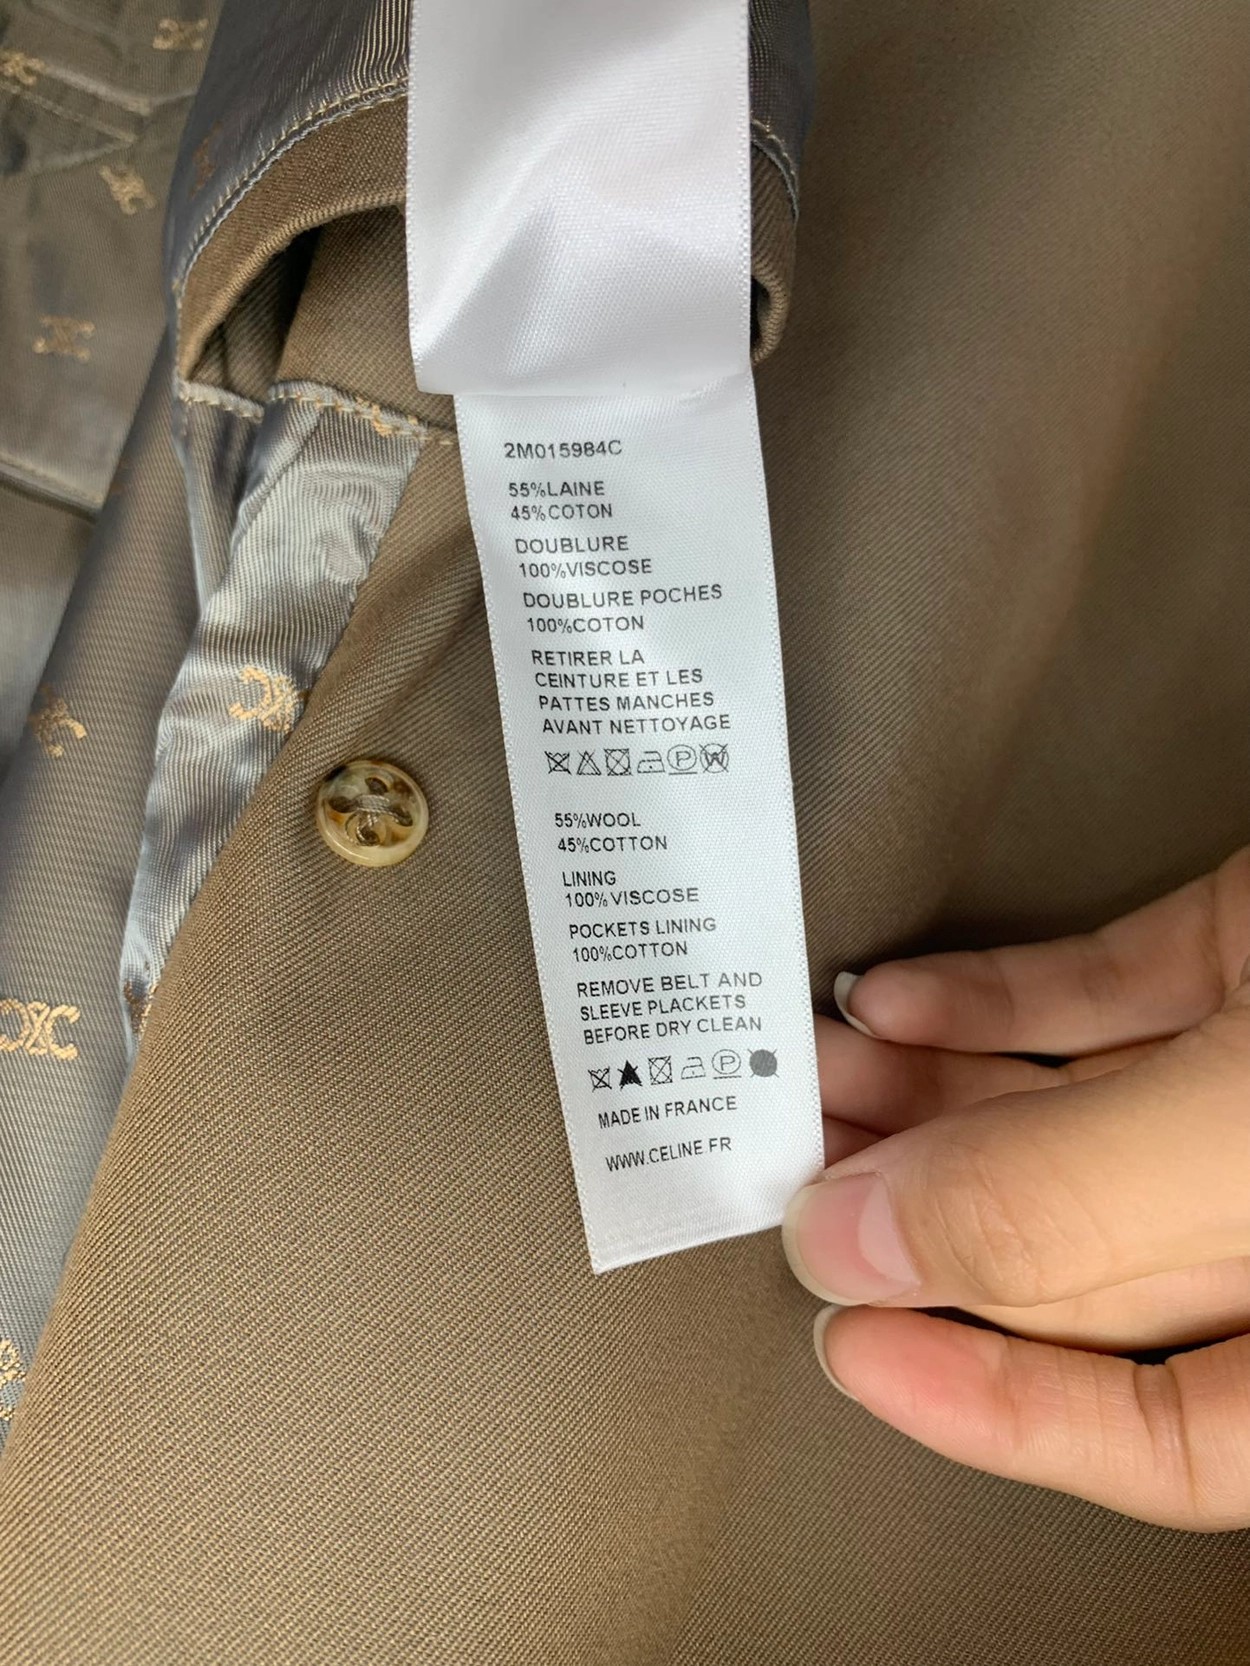 2M015984C
55%LAINE
45%COTON
DOUBLURE
100%VISCOSE
DOUBLURE POCHES
100%COTON
RETIRER LA
CEINTURE ET LES
PATTES MANCHES
AVANT NETTOYAGE
P W
55%WOOL
45%COTTON
LINING
100%VISCOSE
POCKETS LINING
100%COTTON
REMOVE BELT AND
SLEEVE PLACKETS
BEFORE DRY CLEAN
P
MADE IN FRANCE
WWW.CELINE.FR